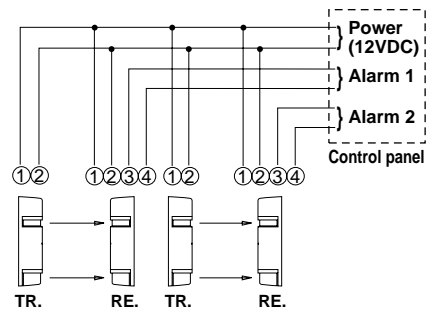 Power
(12VDC)
Alarm 1
Alarm 2
Control panel
①② ①②③④ ①② ①②③④
TR. RE. TR. RE.